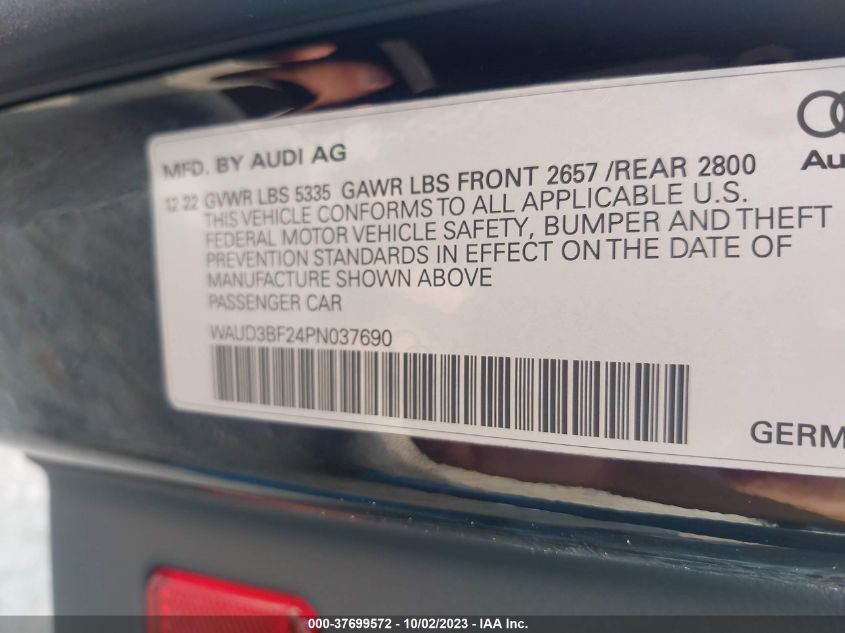 MFD. BY AUDI AG
12 22 GVWR LBS 5335 GAWR LBS FRONT 2657 /REAR 2800
THIS VEHICLE CONFORMS TO ALL APPLICABLE U.S.
FEDERAL MOTOR VEHICLE SAFETY, BUMPER AND THEFT
PREVENTION STANDARDS IN EFFECT ON THE DATE OF
MANUFACTURE SHOWN ABOVE
PASSENGER CAR
WAUD3BF24PN037690
Au
GERM
000-37699572 - 10/02/2023 - IAA Inc.